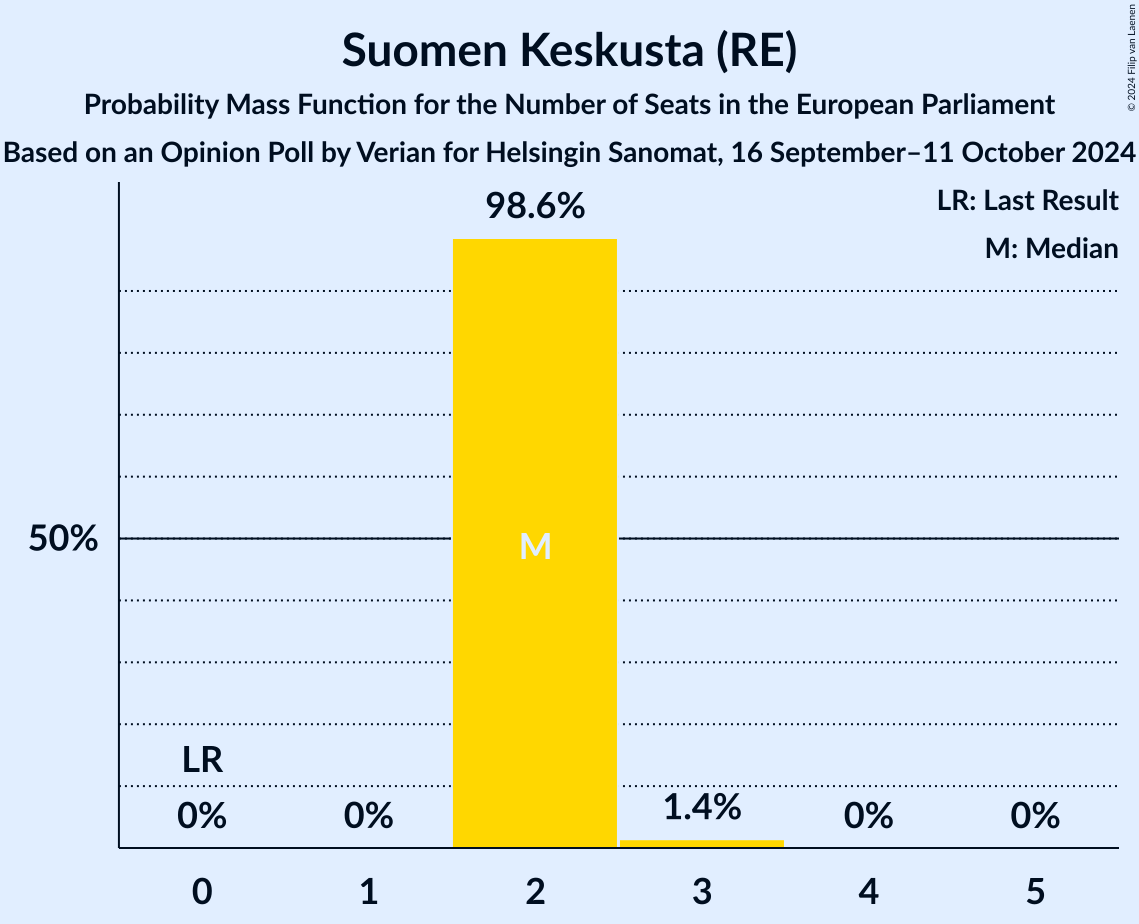 Suomen Keskusta (RE)
Probability Mass Function for the Number of Seats in the European Parliament
Based on an Opinion Poll by Verian for Helsingin Sanomat, 16 September–11 October 2024
© 2024 Filip van Laenen
LR: Last Result
M: Median
98.6%
50%
M
LR
0%
0%
1.4%
0%
0%
0
1
2
3
4
5